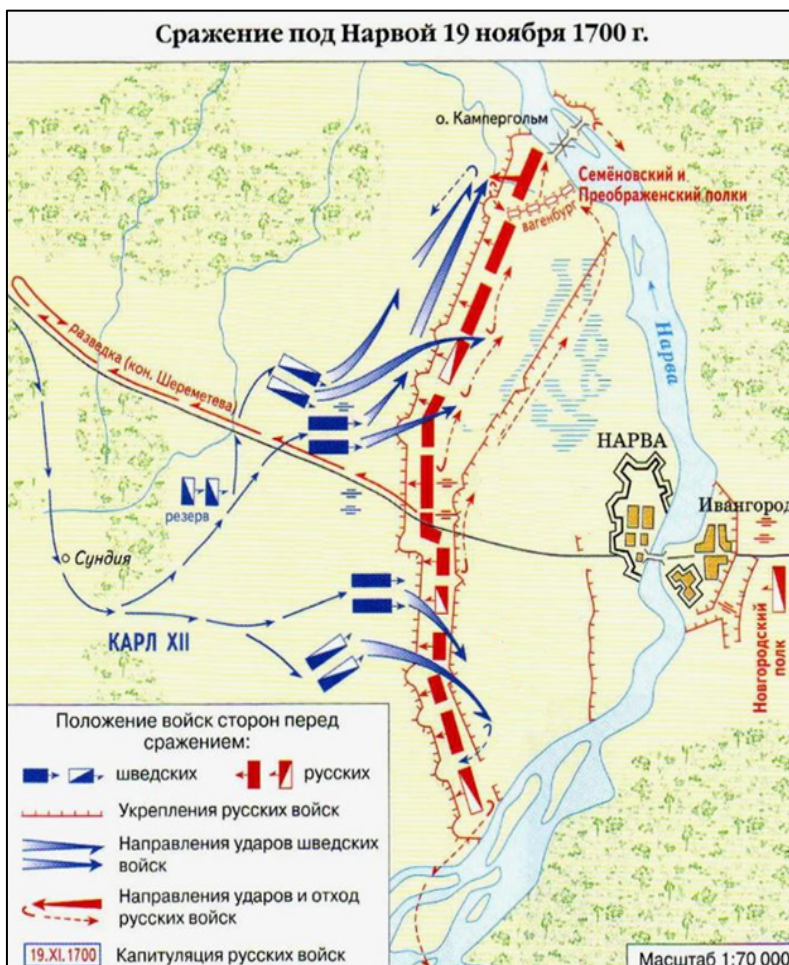 Сражение под Нарвой 19 ноября 1700 г.
о. Кампергольм
Семёновский и
Преображенский полки
вагенбург
разведка (кон. Шереметева)
Нарва
НАРВА
Ивангород
резерв
Сундия
КАРЛ XII
Новгородский
полк
Положение войск сторон перед
сражением:
шведских
русских
Укрепления русских войск
Направления ударов шведских
войск
Направления ударов и отход
русских войск
19.XI.1700
Капитуляция русских войск
Масштаб 1:70 000